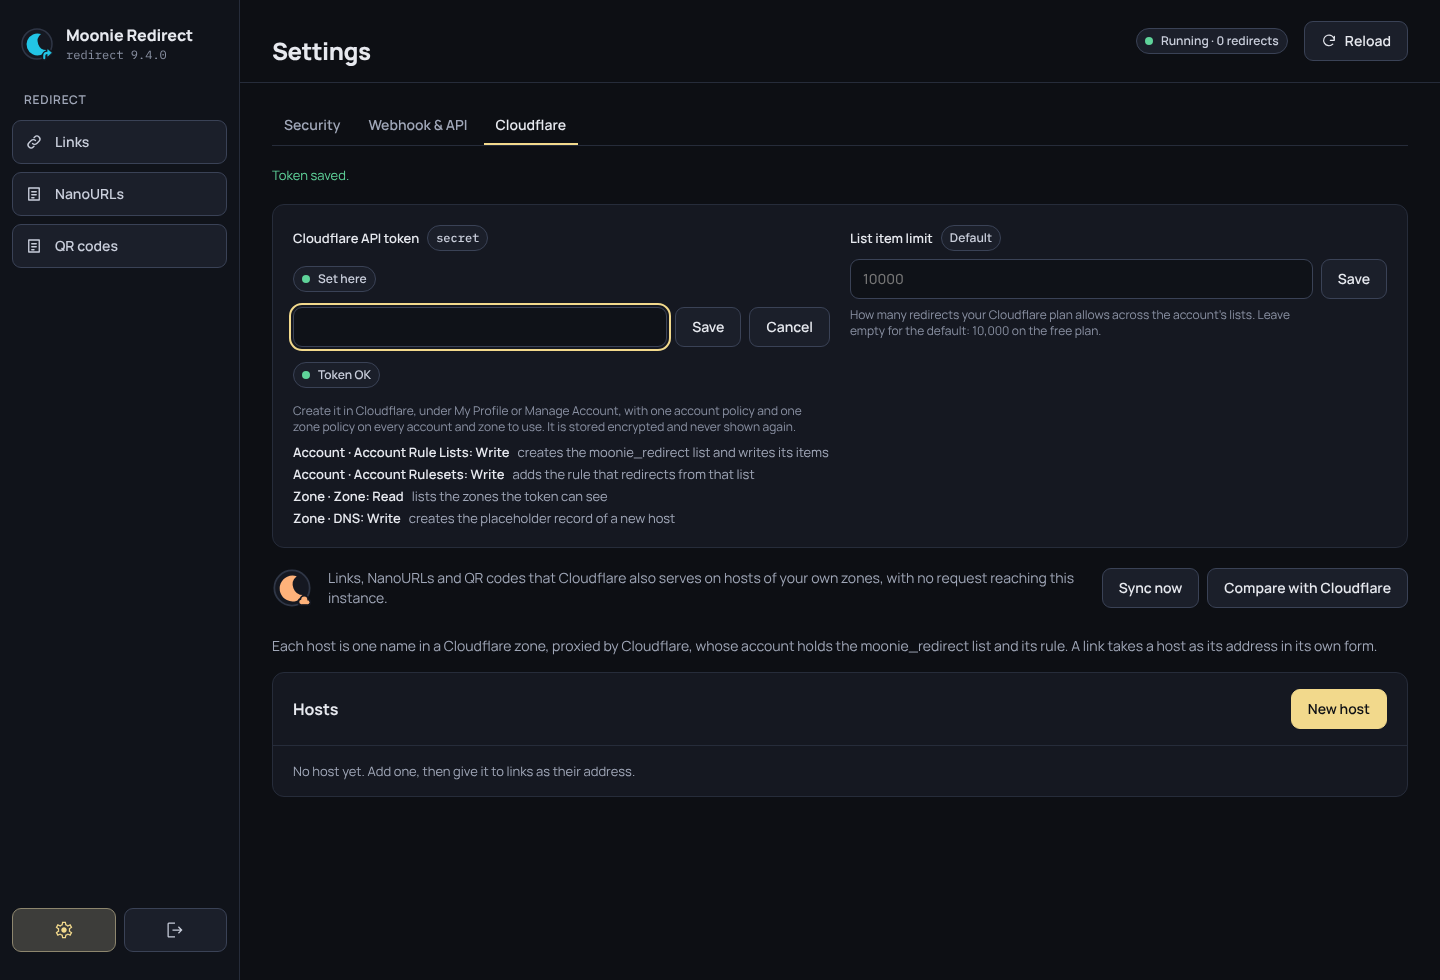 Moonie Redirect
redirect 9.4.0
REDIRECT
Links
NanoURLs
QR codes
Settings
Running · 0 redirects
Reload
Security
Webhook & API
Cloudflare
Token saved.
Cloudflare API token
secret
Set here
Save
Cancel
Token OK
Create it in Cloudflare, under My Profile or Manage Account, with one account policy and one
zone policy on every account and zone to use. It is stored encrypted and never shown again.
Account · Account Rule Lists: Write creates the moonie_redirect list and writes its items
Account · Account Rulesets: Write adds the rule that redirects from that list
Zone · Zone: Read lists the zones the token can see
Zone · DNS: Write creates the placeholder record of a new host
List item limit
Default
10000
Save
How many redirects your Cloudflare plan allows across the account's lists. Leave
empty for the default: 10,000 on the free plan.
Links, NanoURLs and QR codes that Cloudflare also serves on hosts of your own zones, with no request reaching this
instance.
Sync now
Compare with Cloudflare
Each host is one name in a Cloudflare zone, proxied by Cloudflare, whose account holds the moonie_redirect list and its rule. A link takes a host as its address in its own form.
Hosts
New host
No host yet. Add one, then give it to links as their address.